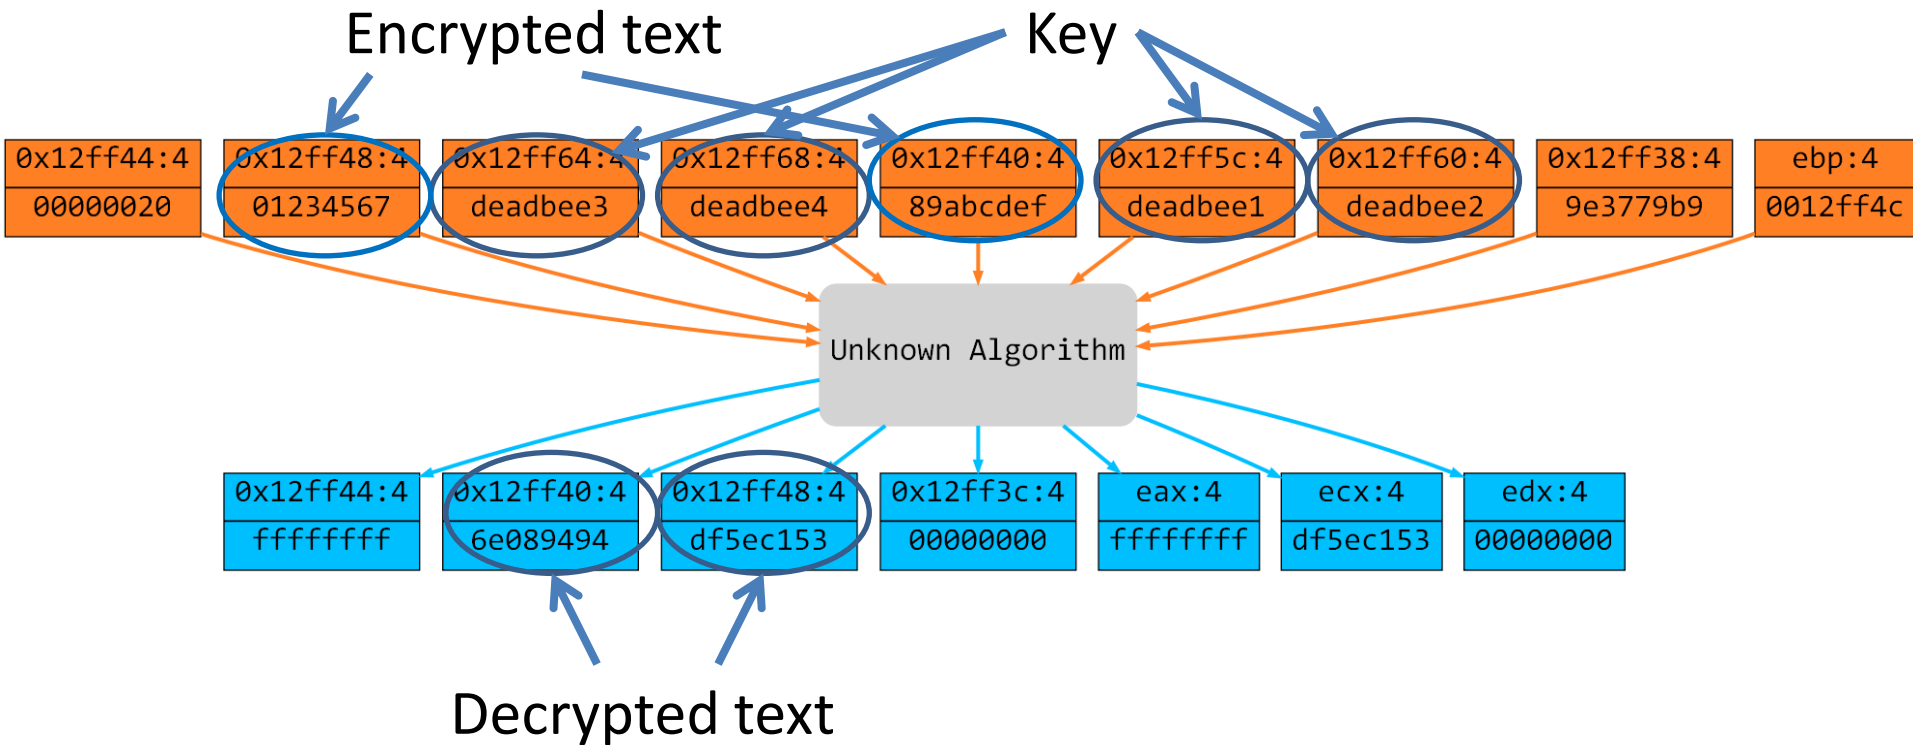 Encrypted text
Key
0x12ff44:4
0x12ff48:4
0x12ff64:4
0x12ff68:4
0x12ff40:4
0x12ff5c:4
0x12ff60:4
0x12ff38:4
ebp:4
00000020
01234567
deadbee3
deadbee4
89abcdef
deadbee1
deadbee2
9e3779b9
0012ff4c
Unknown Algorithm
0x12ff44:4
0x12ff40:4
0x12ff48:4
0x12ff3c:4
eax:4
ecx:4
edx:4
ffffffff
6e089494
df5ec153
00000000
ffffffff
df5ec153
00000000
Decrypted text